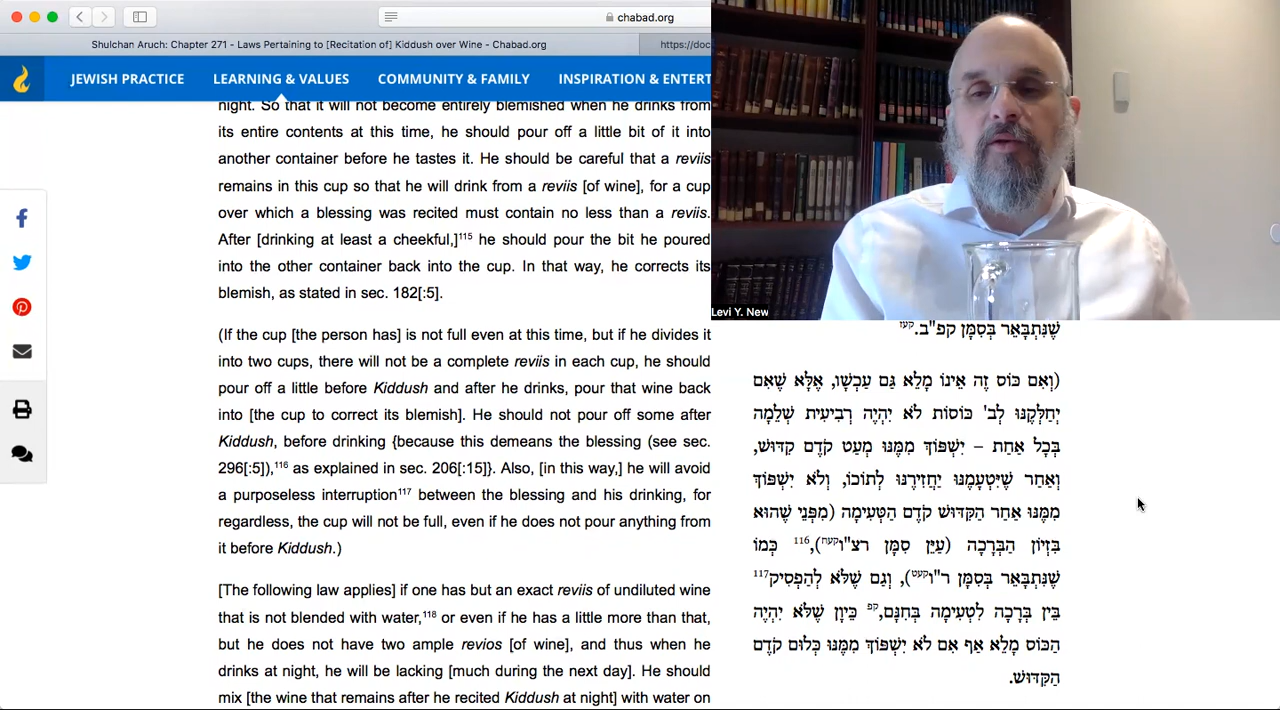 chabad.org
Shulchan Aruch: Chapter 271 - Laws Pertaining to [Recitation of] Kiddush over Wine - Chabad.org
https://doc
JEWISH PRACTICE
LEARNING & VALUES
COMMUNITY & FAMILY
INSPIRATION & ENTERT
night. So that it will not become entirely blemished when he drinks from
its entire contents at this time, he should pour off a little bit of it into
another container before he tastes it. He should be careful that a reviis
remains in this cup so that he will drink from a reviis [of wine], for a cup
over which a blessing was recited must contain no less than a reviis.
After [drinking at least a cheekful,]115 he should pour the bit he poured
into the other container back into the cup. In that way, he corrects its
blemish, as stated in sec. 182[:5].
(If the cup [the person has] is not full even at this time, but if he divides it
into two cups, there will not be a complete reviis in each cup, he should
pour off a little before Kiddush and after he drinks, pour that wine back
into [the cup to correct its blemish]. He should not pour off some after
Kiddush, before drinking {because this demeans the blessing (see sec.
296[:5]),116 as explained in sec. 206[:15]}. Also, [in this way,] he will avoid
a purposeless interruption117 between the blessing and his drinking, for
regardless, the cup will not be full, even if he does not pour anything from
it before Kiddush.)
[The following law applies] if one has but an exact reviis of undiluted wine
that is not blended with water,118 or even if he has a little more than that,
but he does not have two ample revios [of wine], and thus when he
drinks at night, he will be lacking [much during the next day]. He should
mix [the wine that remains after he recited Kiddush at night] with water on
Levi Y. New
שֶׁנִּתְבָּאֵר בְּסִמָּן קפ"ב.קעז
(וְאִם כּוֹס זֶה אֵינוֹ מָלֵא גַּם עַכְשָׁו, אֶלָּא שֶׁאִם
יְחַלְּקֶנּוּ לְב' כּוֹסוֹת לֹא יִהְיֶה רְבִיעִית שְׁלֵמָה
בְּכָל אַחַת – יִשְׁפּוֹךְ מִמֶּנּוּ מְעַט קֹדֶם קִדּוּשׁ,
וְאַחַר שֶׁיִּטְעָמֶנּוּ יַחֲזִירֶנּוּ לְתוֹכוֹ, וְלֹא יִשְׁפּוֹךְ
מִמֶּנּוּ אַחַר הַקִּדּוּשׁ קֹדֶם הַטְּעִימָה (מִפְּנֵי שֶׁהוּא
בִּזְיוֹן הַבְּרָכָה (עַיֵּן סִמָּן רצ"וקעח),116 כְּמוֹ
שֶׁנִּתְבָּאֵר בְּסִמָּן ר"וקעט), וְגַם שֶׁלֹּא לְהַפְסִיק117
בֵּין בְּרָכָה לִטְעִימָה בְּחִנָּם,קפ כֵּיוָן שֶׁלֹּא יִהְיֶה
הַכּוֹס מָלֵא אַף אִם לֹא יִשְׁפּוֹךְ מִמֶּנּוּ כְּלוּם קֹדֶם
הַקִּדּוּשׁ.